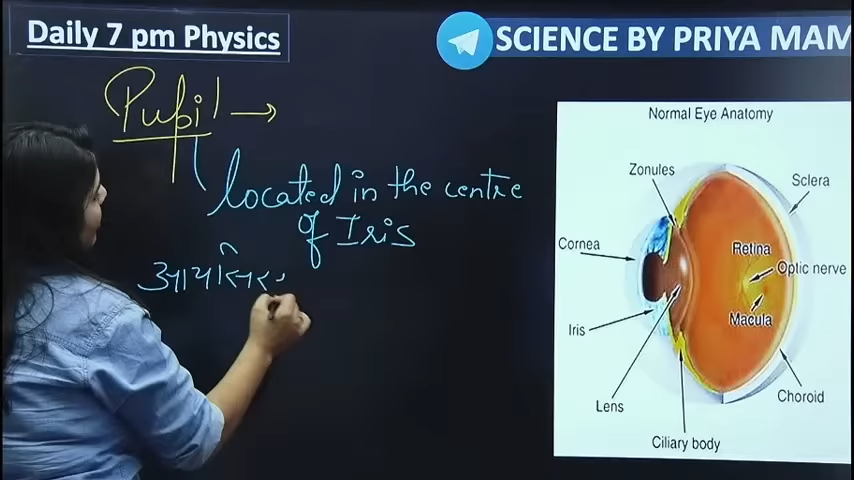 Daily 7 pm Physics
SCIENCE BY PRIYA MAM
Pupil →
located in the centre
of Iris
Normal Eye Anatomy
Zonules
Sclera
Cornea
Retina
Optic nerve
Macula
Iris
Lens
Choroid
Ciliary body